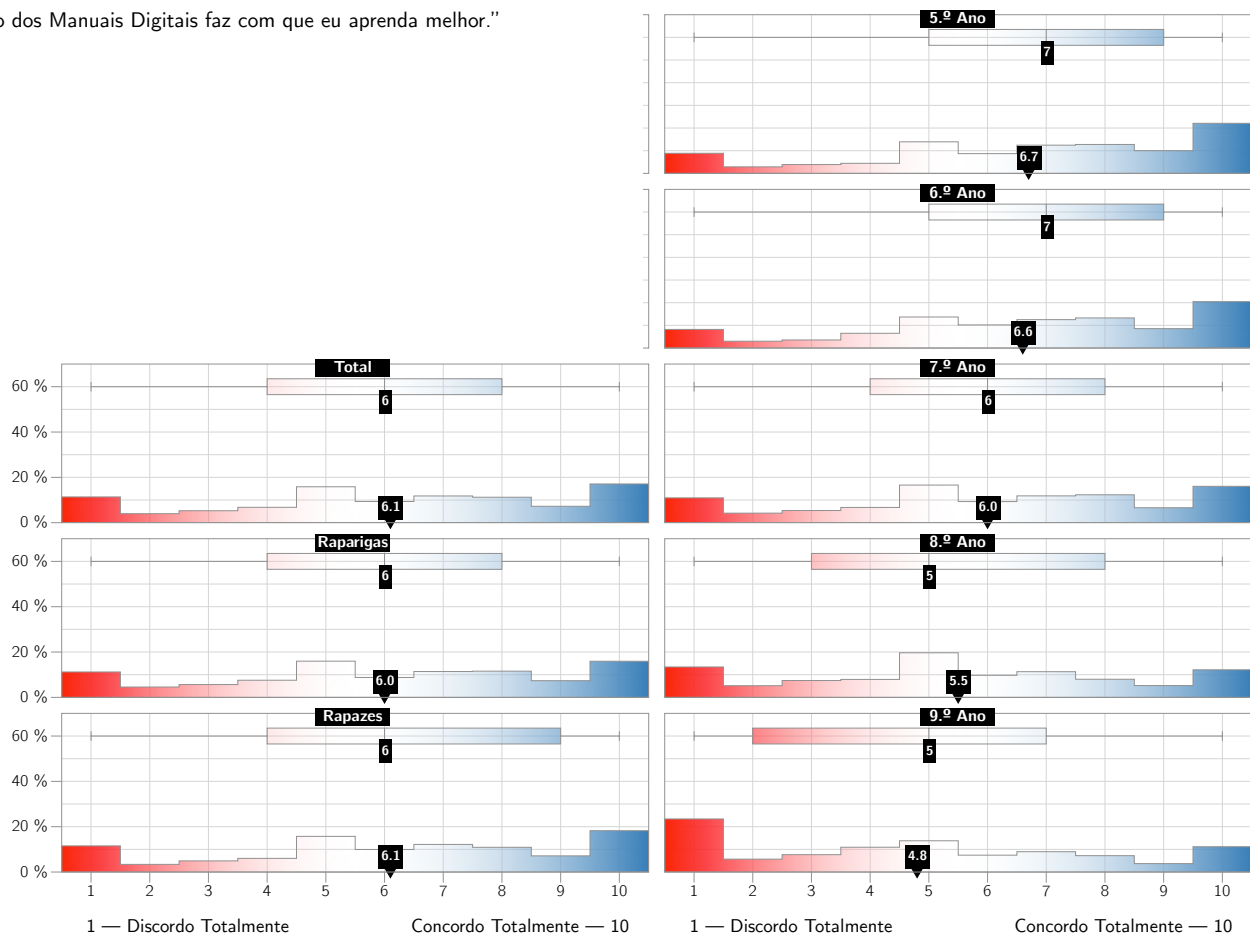 o dos Manuais Digitais faz com que eu aprenda melhor.”
5.º Ano
7
6.7
6.º Ano
7
6.6
Total
60 %
6
40 %
20 %
6.1
0 %
7.º Ano
6
6.0
Raparigas
60 %
6
40 %
20 %
6.0
0 %
8.º Ano
5
5.5
Rapazes
60 %
6
40 %
20 %
6.1
0 %
1 2 3 4 5 6 7 8 9 10
1 — Discordo Totalmente Concordo Totalmente — 10
9.º Ano
5
4.8
1 2 3 4 5 6 7 8 9 10
1 — Discordo Totalmente Concordo Totalmente — 10